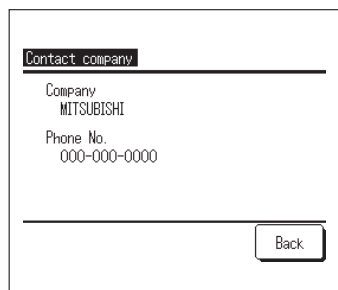 Contact company
Company
MITSUBISHI
Phone No.
000-000-0000
Back